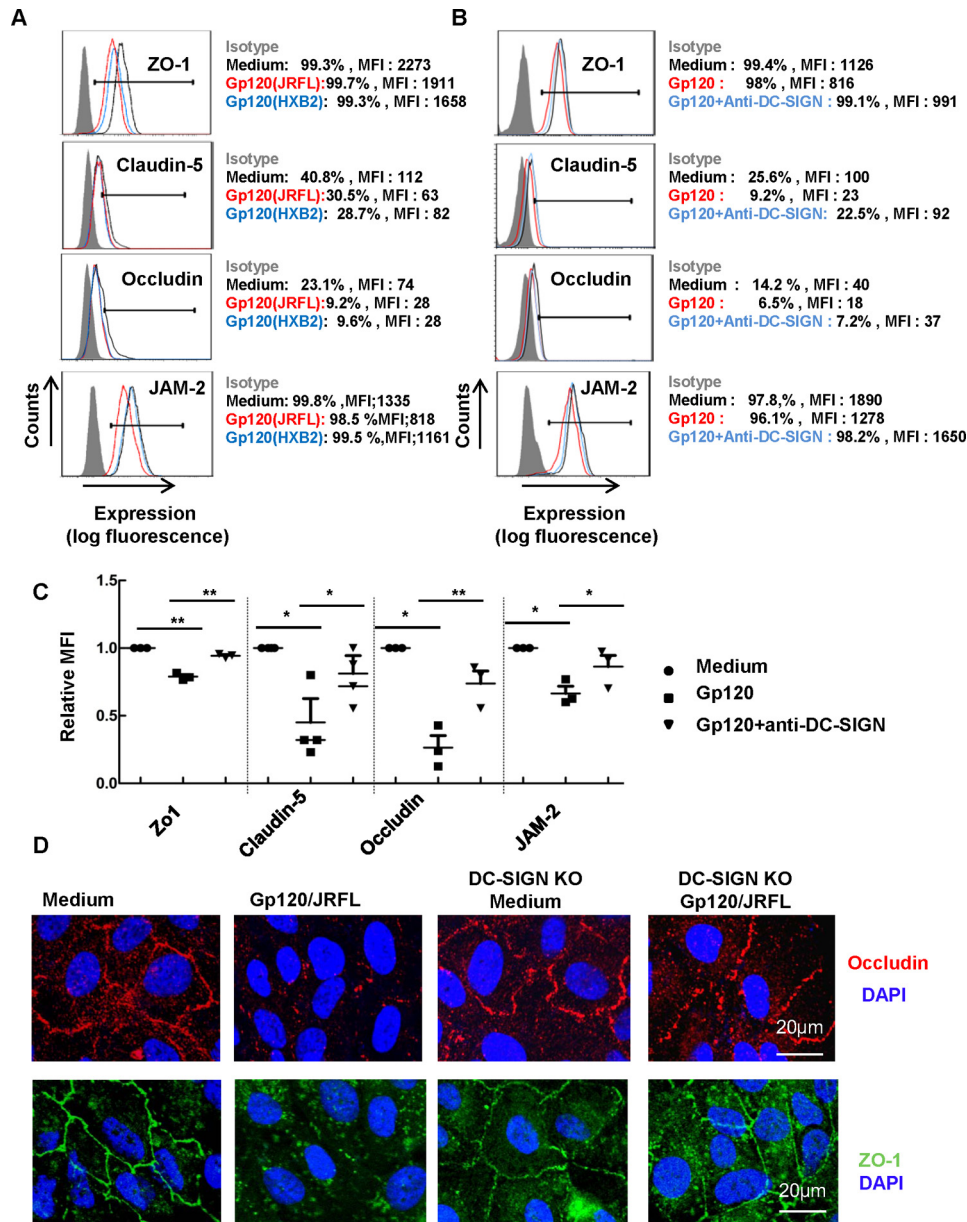 A
ZO-1
Isotype
Medium: 99.3% , MFI : 2273
Gp120(JRFL):99.7% , MFI : 1911
Gp120(HXB2): 99.3% , MFI : 1658
Claudin-5
Isotype
Medium: 40.8% , MFI : 112
Gp120(JRFL):30.5% , MFI : 63
Gp120(HXB2): 28.7% , MFI : 82
Occludin
Isotype
Medium: 23.1% , MFI : 74
Gp120(JRFL):9.2% , MFI : 28
Gp120(HXB2): 9.6% , MFI : 28
JAM-2
Isotype
Medium: 99.8% ,MFI;1335
Gp120(JRFL): 98.5 %MFI;818
Gp120(HXB2): 99.5 %,MFI;1161
Counts
Expression
(log fluorescence)
B
ZO-1
Isotype
Medium : 99.4% , MFI : 1126
Gp120 : 98% , MFI : 816
Gp120+Anti-DC-SIGN : 99.1% , MFI : 991
Claudin-5
Isotype
Medium : 25.6% , MFI : 100
Gp120 : 9.2% , MFI : 23
Gp120+Anti-DC-SIGN: 22.5% , MFI : 92
Occludin
Isotype
Medium : 14.2 % , MFI : 40
Gp120 : 6.5% , MFI : 18
Gp120+Anti-DC-SIGN : 7.2% , MFI : 37
JAM-2
Isotype
Medium : 97.8,% , MFI : 1890
Gp120 : 96.1% , MFI : 1278
Gp120+Anti-DC-SIGN : 98.2% , MFI : 1650
Counts
Expression
(log fluorescence)
C
Relative MFI
1.5
1.0
0.5
0.0
** ** * * * ** * *
Zo1
Claudin-5
Occludin
JAM-2
Medium
Gp120
Gp120+anti-DC-SIGN
D
Medium
Gp120/JRFL
DC-SIGN KO
Medium
DC-SIGN KO
Gp120/JRFL
Occludin
DAPI
20µm
ZO-1
DAPI
20µm